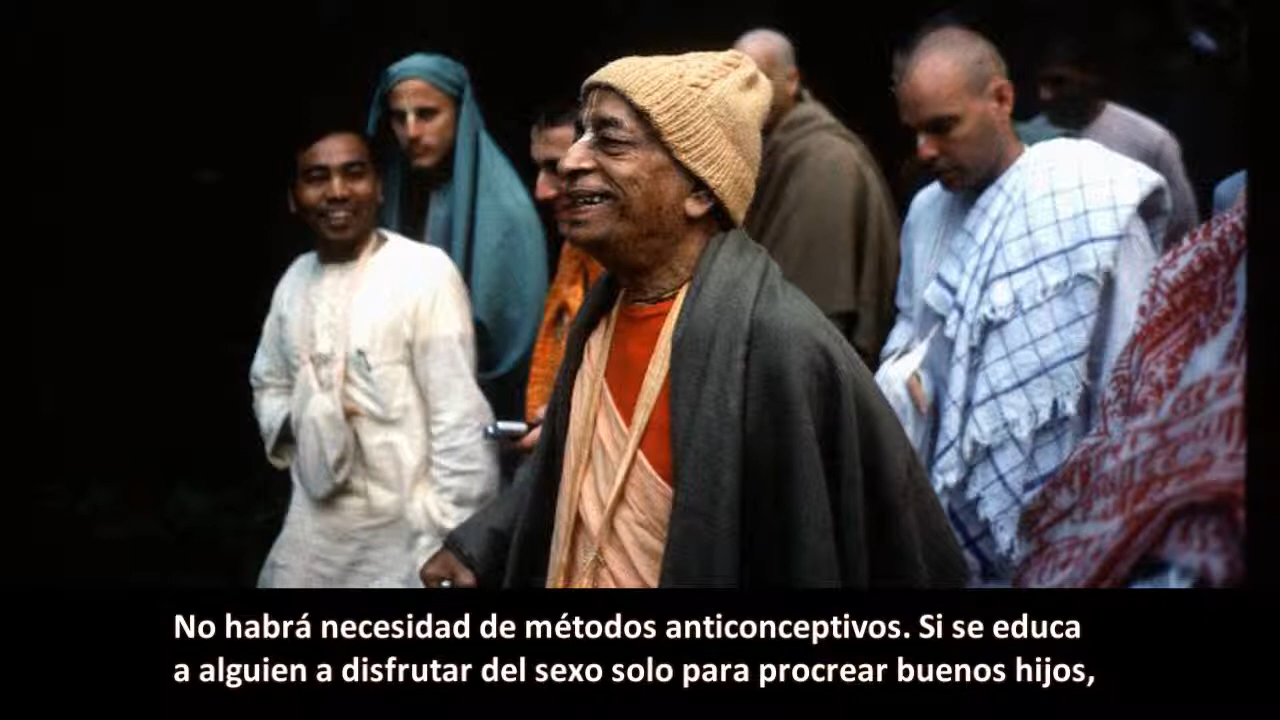 No habrá necesidad de métodos anticonceptivos. Si se educa
a alguien a disfrutar del sexo solo para procrear buenos hijos,